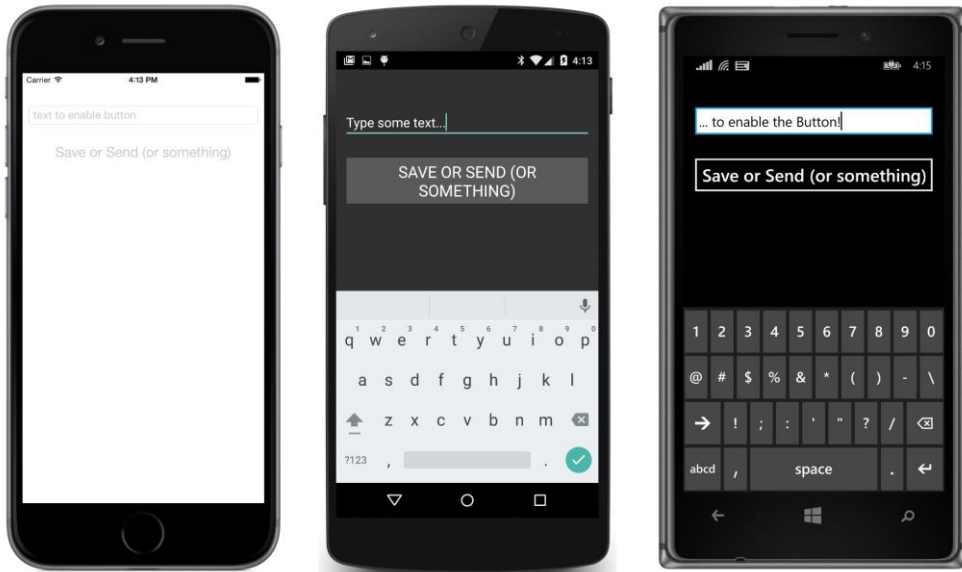 Carrier 4:13 PM
text to enable button
Save or Send (or something)
4:13
Type some text...
SAVE OR SEND (OR
SOMETHING)
1 2 3 4 5 6 7 8 9 0
q w e r t y u i o p
a s d f g h j k l
z x c v b n m
?123 , .
4:15
... to enable the Button!
Save or Send (or something)
1 2 3 4 5 6 7 8 9 0
@ # $ % & * ( ) - \
! ; : ' " ? /
abcd , space .